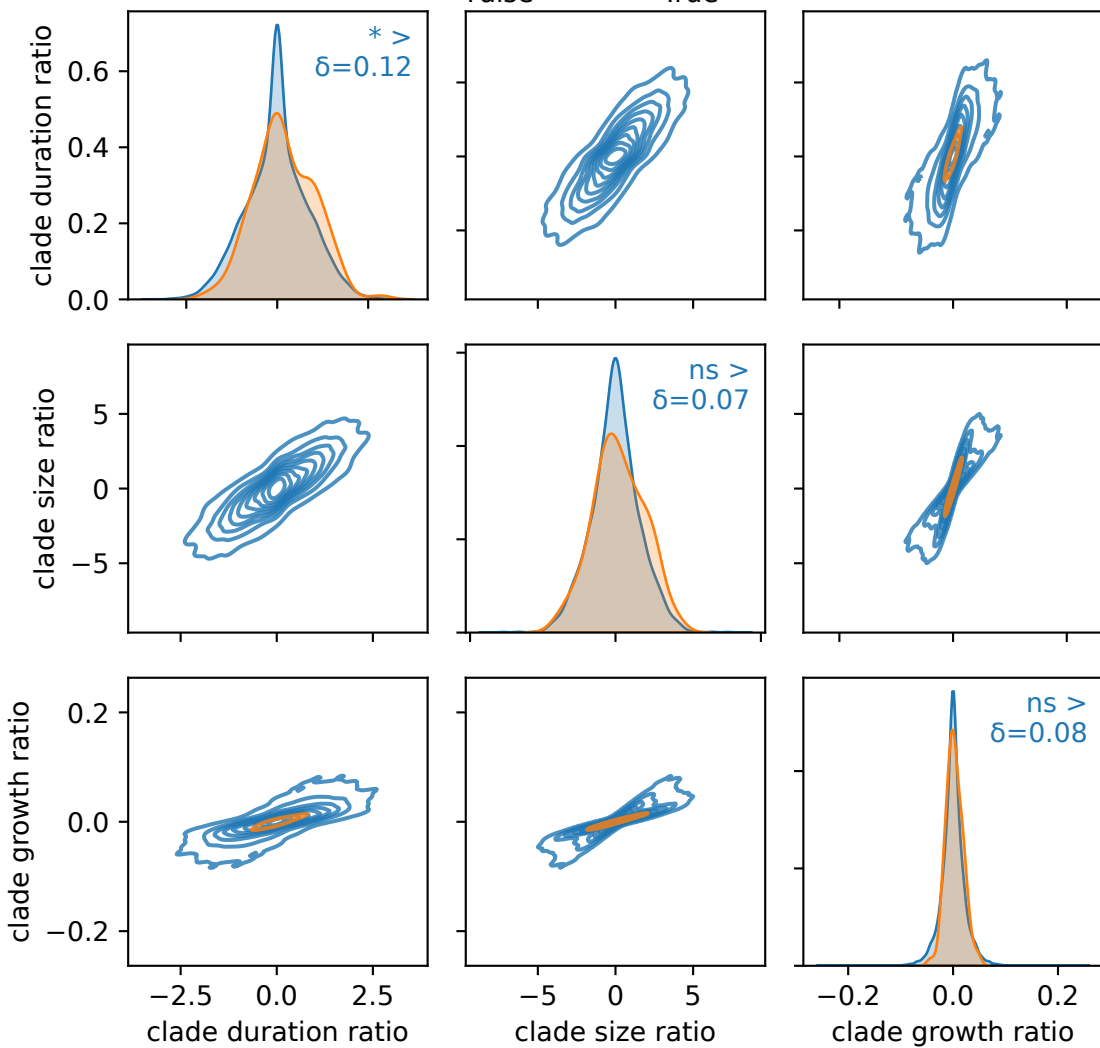 clade duration ratio
0.6
0.4
0.2
0.0
* >
δ=0.12
clade size ratio
5
0
−5
ns >
δ=0.07
clade growth ratio
0.2
0.0
−0.2
ns >
δ=0.08
−2.5 0.0 2.5
−5 0 5
−0.2 0.0 0.2
clade duration ratio
clade size ratio
clade growth ratio